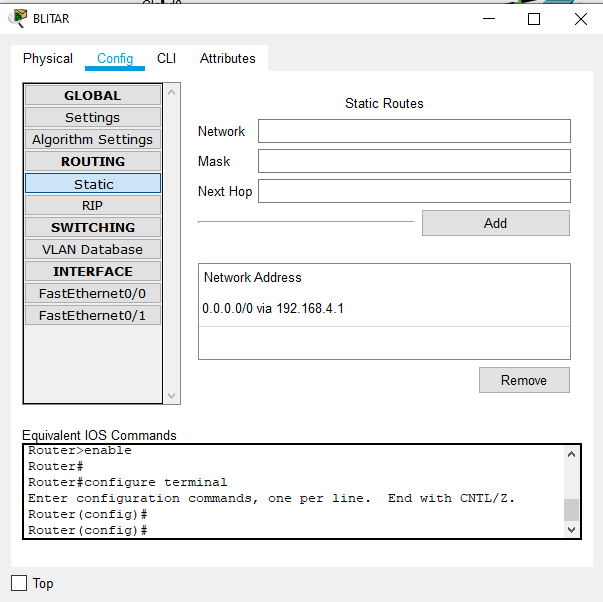 BLITAR
Physical Config CLI Attributes
GLOBAL
Settings
Algorithm Settings
ROUTING
Static
RIP
SWITCHING
VLAN Database
INTERFACE
FastEthernet0/0
FastEthernet0/1
Static Routes
Network
Mask
Next Hop
Add
Network Address
0.0.0.0/0 via 192.168.4.1
Remove
Equivalent IOS Commands
Router>enable
Router#
Router#configure terminal
Enter configuration commands, one per line.  End with CNTL/Z.
Router(config)#
Router(config)#
Top